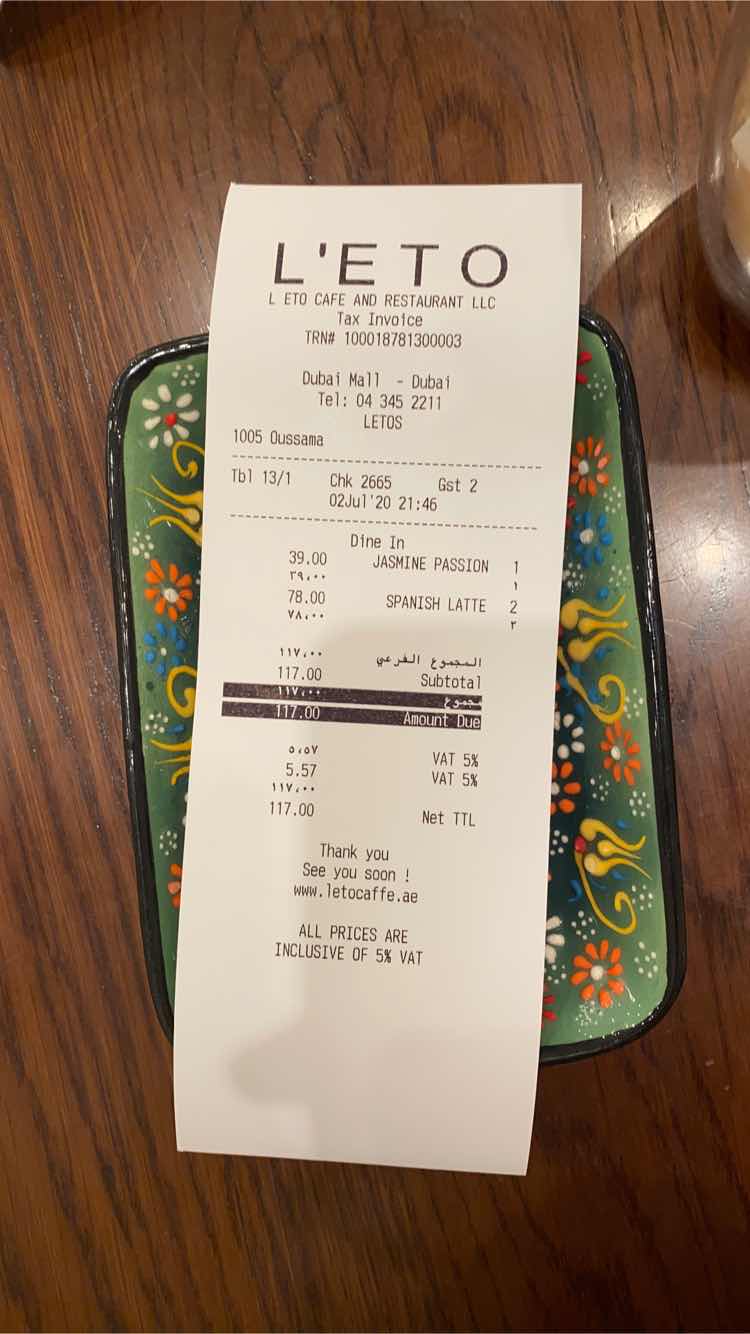 L'ETO
L ETO CAFE AND RESTAURANT LLC
Tax Invoice
TRN# 100018781300003
Dubai Mall - Dubai
Tel: 04 345 2211
LETOS
1005 Oussama
Tbl 13/1 Chk 2665 Gst 2
02Jul'20 21:46
Dine In
39.00 JASMINE PASSION 1
٣٩،٠٠ ١
78.00 SPANISH LATTE 2
٧٨،٠٠ ٢
١١٧،٠٠ المجموع الفرعي
117.00 Subtotal
١١٧،٠٠ مجموع
117.00 Amount Due
٥،٥٧ VAT 5%
5.57 VAT 5%
١١٧،٠٠
117.00 Net TTL
Thank you
See you soon !
www.letocaffe.ae
ALL PRICES ARE
INCLUSIVE OF 5% VAT